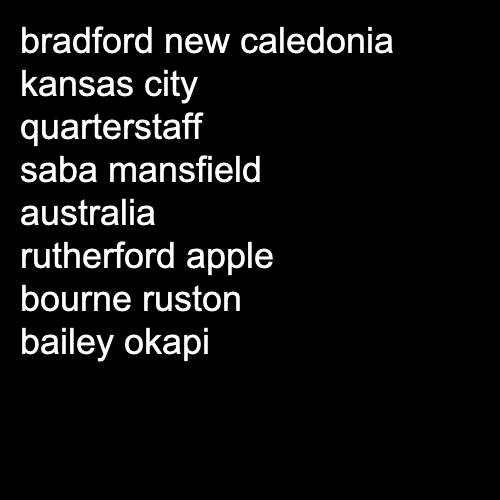 bradford new caledonia
kansas city
quarterstaff
saba mansfield
australia
rutherford apple
bourne ruston
bailey okapi